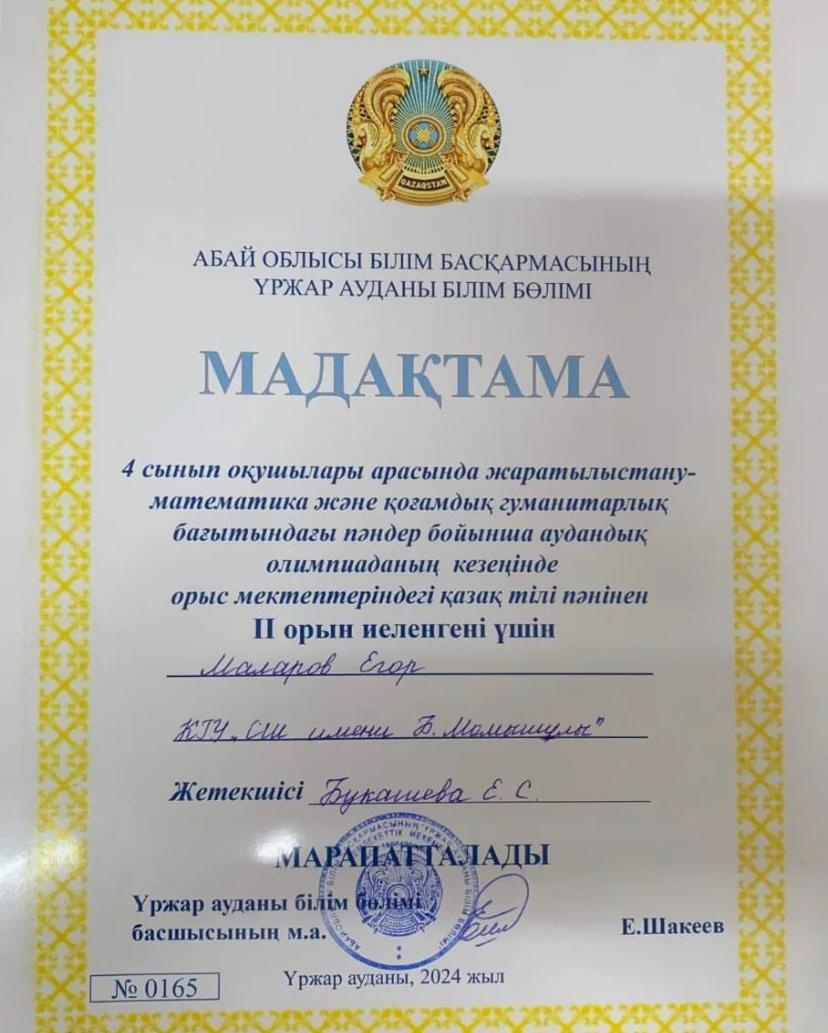 QAZAQSTAN
АБАЙ ОБЛЫСЫ БІЛІМ БАСҚАРМАСЫНЫҢ
ҮРЖАР АУДАНЫ БІЛІМ БӨЛІМІ
МАДАҚТАМА
4 сынып оқушылары арасында жаратылыстану-
математика және қоғамдық гуманитарлық
бағытындағы пәндер бойынша аудандық
олимпиаданың кезеңінде
орыс мектептеріндегі қазақ тілі пәнінен
II орын иеленгені үшін
Маларов Егор
КГУ „СШ имени Б. Момышулы"
Жетекшісі Букашева Е. С.
МАРАПАТТАЛАДЫ
Үржар ауданы білім бөлімі
басшысының м.а.
Е.Шакеев
Үржар ауданы, 2024 жыл
№ 0165